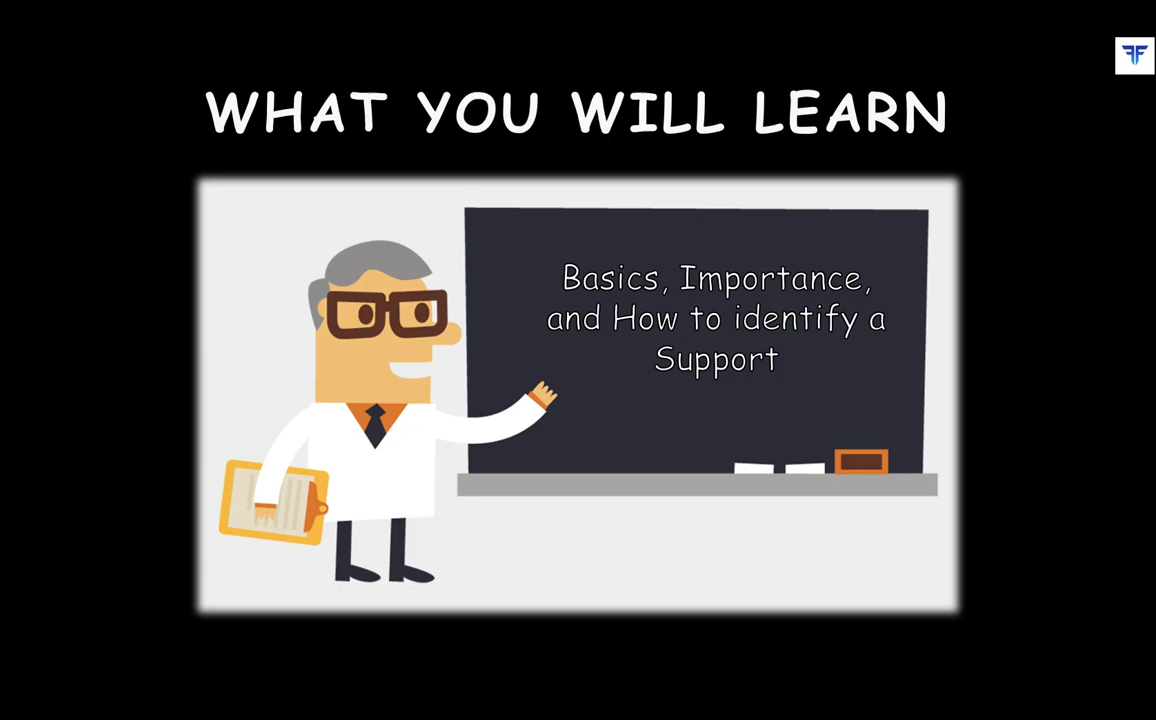 WHAT YOU WILL LEARN
Basics, Importance,
and How to identify a
Support